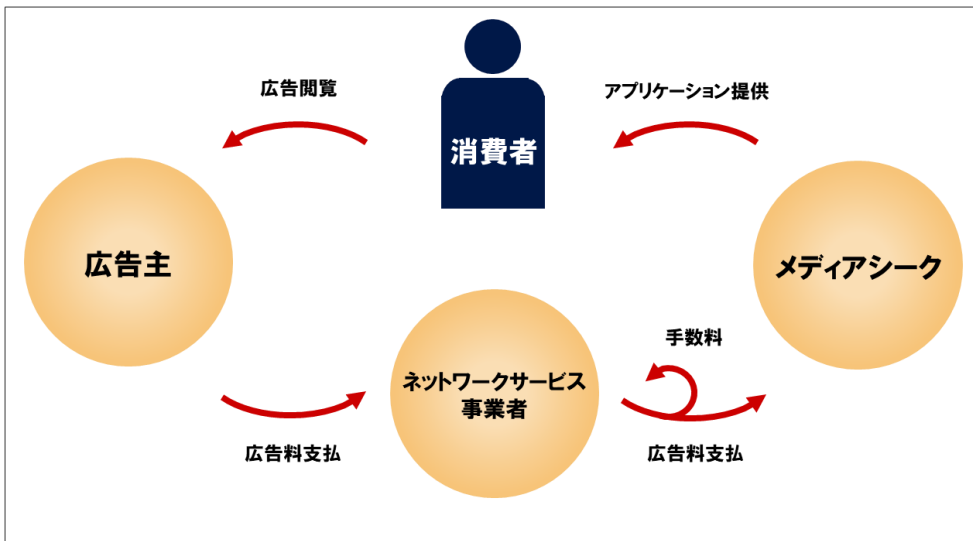 広告閲覧
アプリケーション提供
消費者
広告主
メディアシーク
手数料
ネットワークサービス
事業者
広告料支払
広告料支払